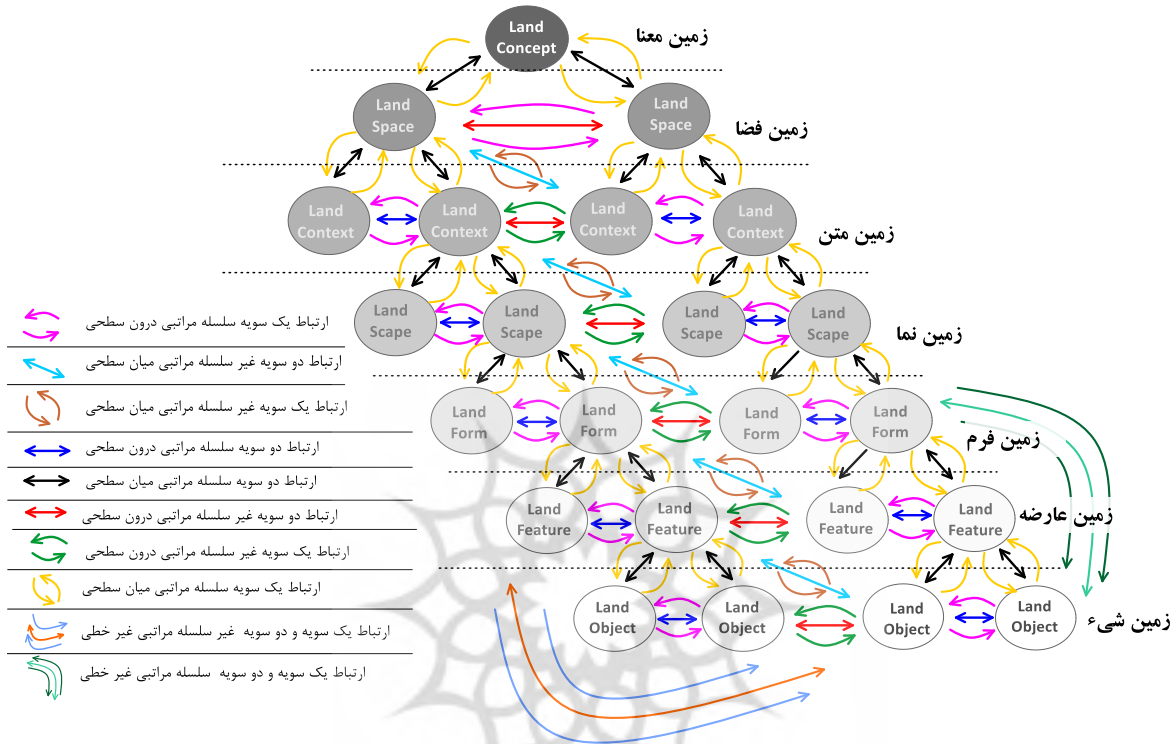 Land
Concept
زمین معنا
Land
Space
Land
Space
زمین فضا
Land
Context
Land
Context
Land
Context
Land
Context
زمین متن
Land
Scape
Land
Scape
Land
Scape
Land
Scape
زمین نما
Land
Form
Land
Form
Land
Form
Land
Form
زمین فرم
Land
Feature
Land
Feature
Land
Feature
Land
Feature
زمین عارضه
Land
Object
Land
Object
Land
Object
Land
Object
زمین شیء
ارتباط یک سویه سلسله مراتبی درون سطحی
ارتباط دو سویه غیر سلسله مراتبی میان سطحی
ارتباط یک سویه غیر سلسله مراتبی میان سطحی
ارتباط دو سویه سلسله مراتبی درون سطحی
ارتباط دو سویه سلسله مراتبی میان سطحی
ارتباط دو سویه غیر سلسله مراتبی درون سطحی
ارتباط یک سویه غیر سلسله مراتبی درون سطحی
ارتباط یک سویه سلسله مراتبی میان سطحی
ارتباط یک سویه و دو سویه غیر سلسله مراتبی غیر خطی
ارتباط یک سویه و دو سویه سلسله مراتبی غیر خطی